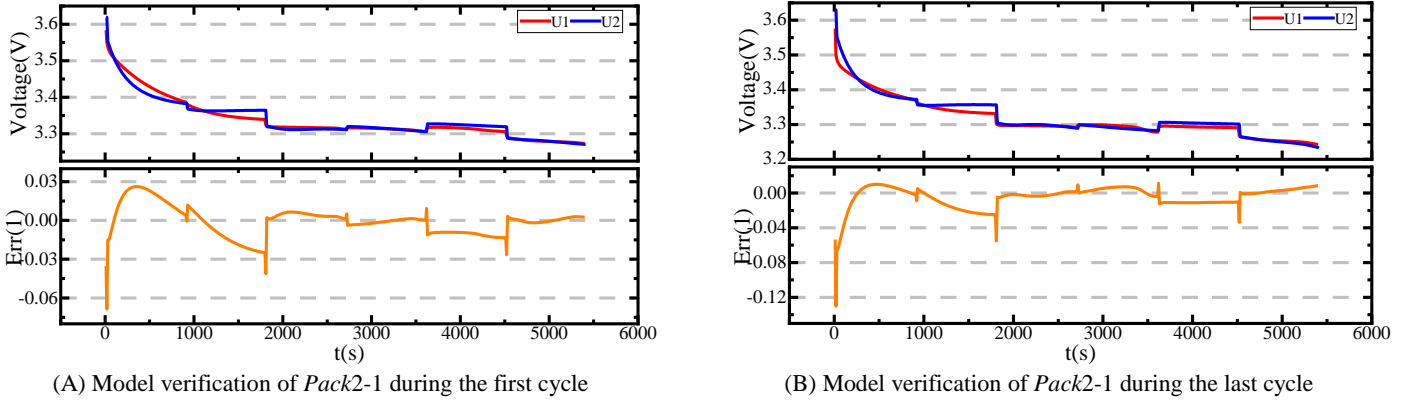 U1 U2
Voltage(V)
3.6
3.5
3.4
3.3
Err(1)
0.03
0.00
-0.03
-0.06
0 1000 2000 3000 4000 5000 6000
t(s)
(A) Model verification of Pack2-1 during the first cycle
U1 U2
Voltage(V)
3.6
3.5
3.4
3.3
3.2
Err(1)
0.00
-0.04
-0.08
-0.12
0 1000 2000 3000 4000 5000 6000
t(s)
(B) Model verification of Pack2-1 during the last cycle